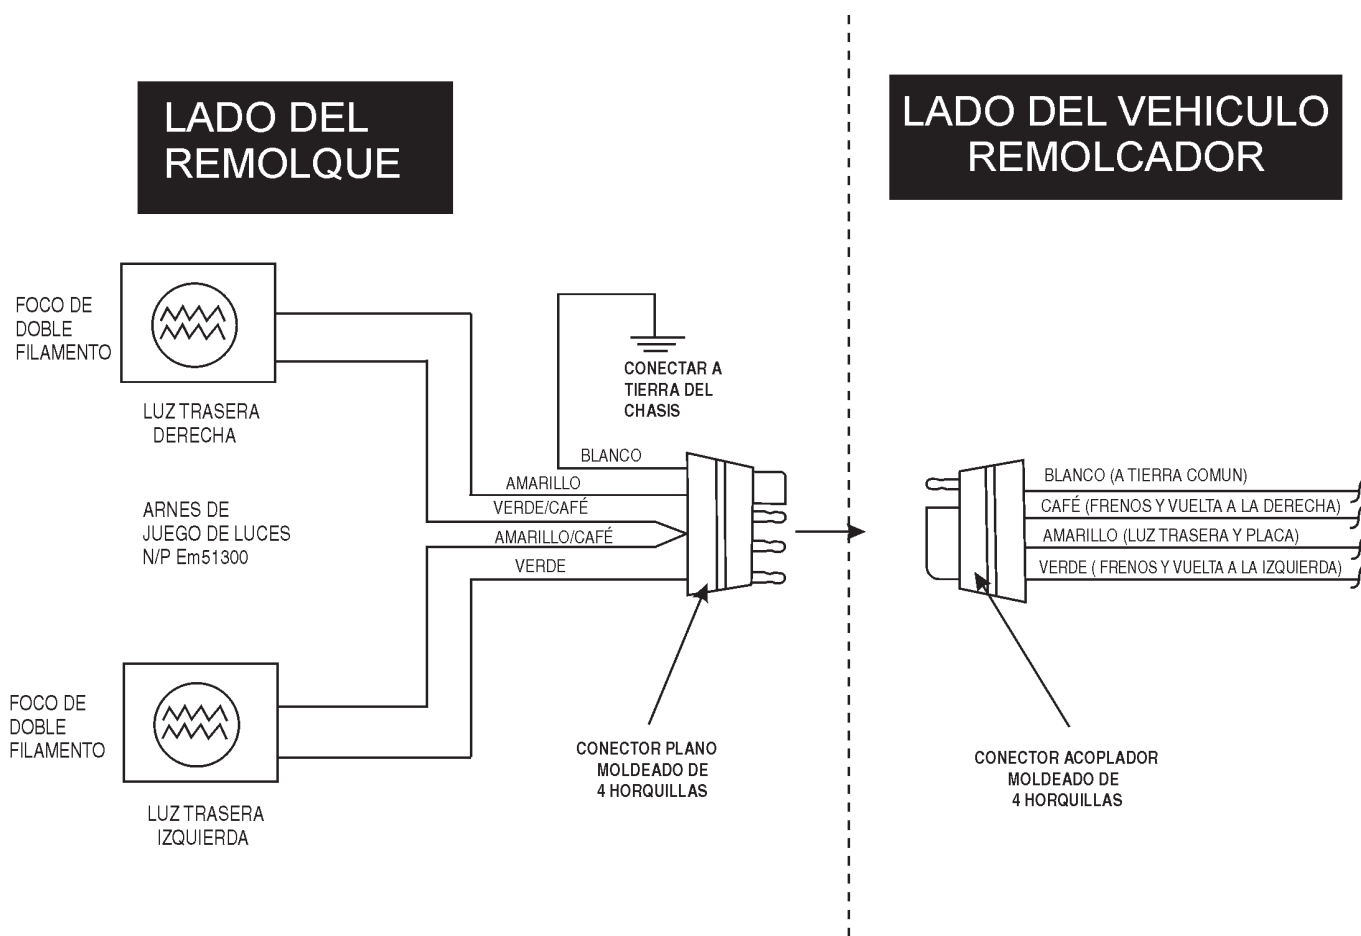 LADO DEL
REMOLQUE
LADO DEL VEHICULO
REMOLCADOR
FOCO DE
DOBLE
FILAMENTO
LUZ TRASERA
DERECHA
CONECTAR A
TIERRA DEL
CHASIS
BLANCO
AMARILLO
VERDE/CAFÉ
AMARILLO/CAFÉ
VERDE
ARNES DE
JUEGO DE LUCES
N/P Em51300
BLANCO (A TIERRA COMUN)
CAFÉ (FRENOS Y VUELTA A LA DERECHA)
AMARILLO (LUZ TRASERA Y PLACA)
VERDE ( FRENOS Y VUELTA A LA IZQUIERDA)
FOCO DE
DOBLE
FILAMENTO
LUZ TRASERA
IZQUIERDA
CONECTOR PLANO
MOLDEADO DE
4 HORQUILLAS
CONECTOR ACOPLADOR
MOLDEADO DE
4 HORQUILLAS